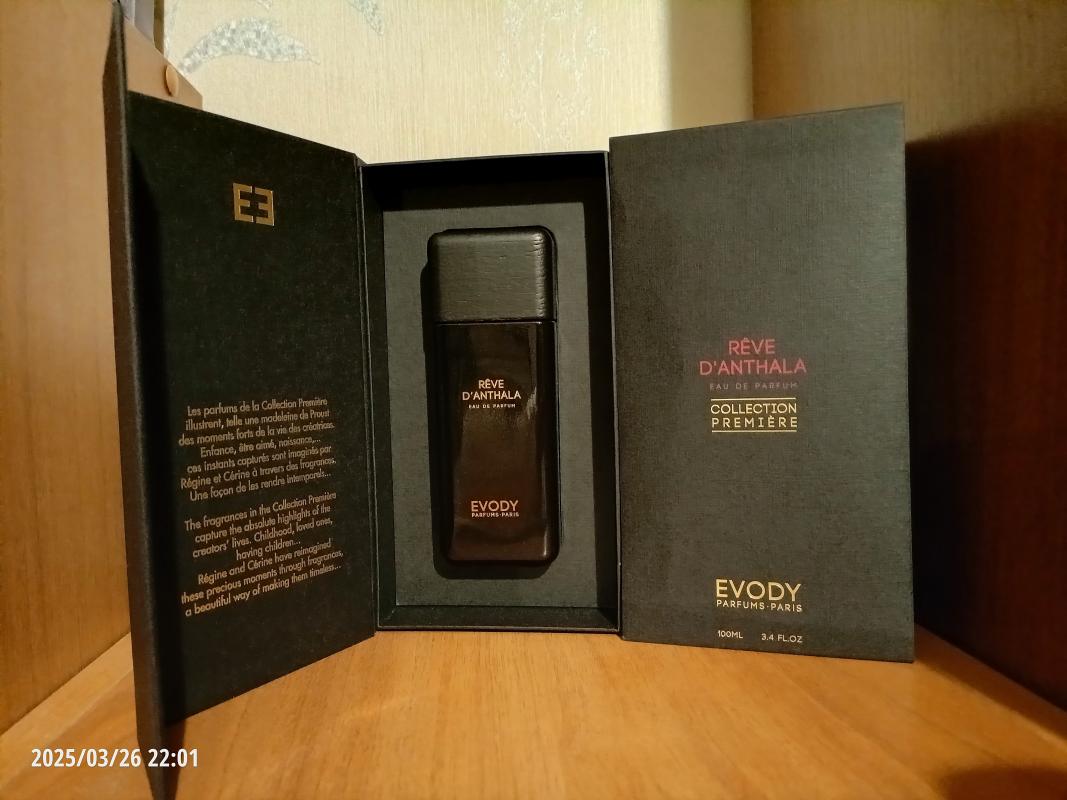 Les parfums de la Collection Première
illustrent, telle une madeleine de Proust
des moments forts de la vie des créatrices.
Enfance, être aimé, naissance,...
ces instants capturés sont imaginés par
Régine et Cérine à travers des fragrances.
Une façon de les rendre intemporels...
The fragrances in the Collection Première
capture the absolute highlights of the
creators' lives. Childhood, loved ones,
having children...
Régine and Cérine have reimagined
these precious moments through fragrances,
a beautiful way of making them timeless...
RÊVE
D'ANTHALA
EAU DE PARFUM
EVODY
PARFUMS·PARIS
RÊVE
D'ANTHALA
EAU DE PARFUM
COLLECTION
PREMIÈRE
EVODY
PARFUMS·PARIS
100ML 3.4 FL.OZ
2025/03/26 22:01